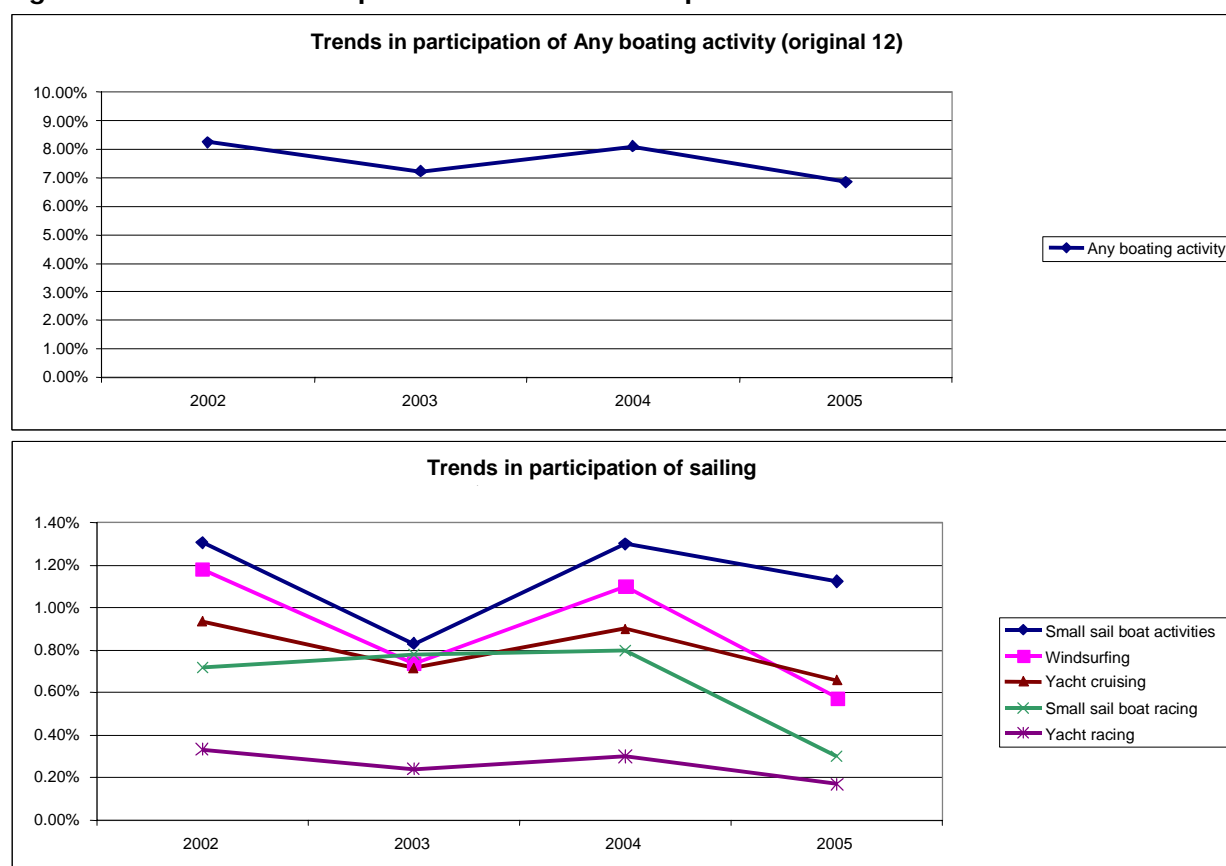 Trends in participation of Any boating activity (original 12)
10.00%
9.00%
8.00%
7.00%
6.00%
5.00%
4.00%
3.00%
2.00%
1.00%
0.00%
2002 2003 2004 2005
Any boating activity
Trends in participation of sailing
1.40%
1.20%
1.00%
0.80%
0.60%
0.40%
0.20%
0.00%
2002 2003 2004 2005
Small sail boat activities
Windsurfing
Yacht cruising
Small sail boat racing
Yacht racing